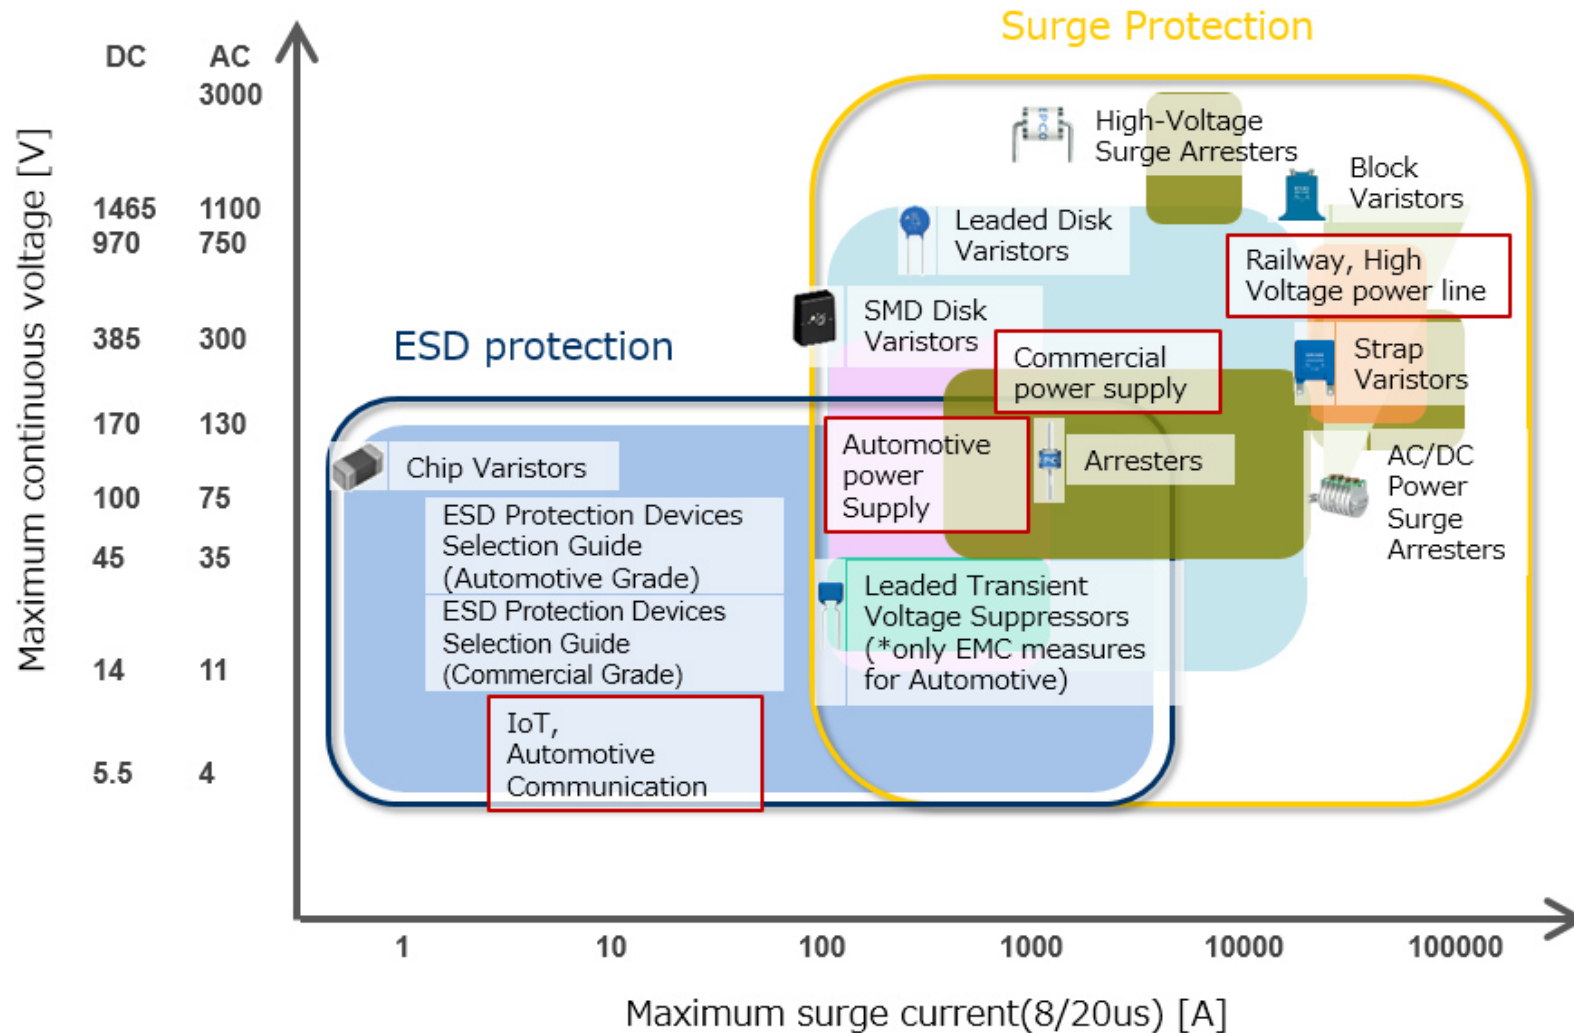 Surge Protection
DC AC
3000
High-Voltage
Surge Arresters
Block
Varistors
1465 1100
970 750
Leaded Disk
Varistors
Railway, High
Voltage power line
SMD Disk
Varistors
385 300
ESD protection
Commercial
power supply
Strap
Varistors
170 130
Automotive
power
Supply
Arresters
AC/DC
Power
Surge
Arresters
Chip Varistors
100 75
ESD Protection Devices
Selection Guide
(Automotive Grade)
45 35
ESD Protection Devices
Selection Guide
(Commercial Grade)
Leaded Transient
Voltage Suppressors
(*only EMC measures
for Automotive)
14 11
IoT,
Automotive
Communication
5.5 4
Maximum continuous voltage [V]
1 10 100 1000 10000 100000
Maximum surge current(8/20us) [A]